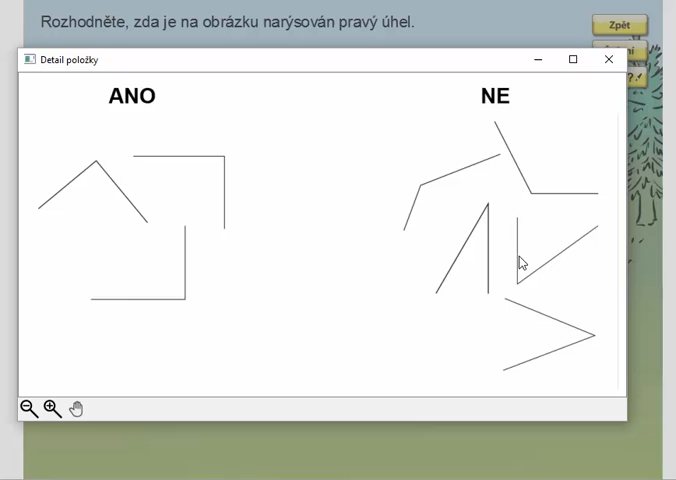 Rozhodněte, zda je na obrázku narýsován pravý úhel.
Zpět
Detail položky
ANO
NE